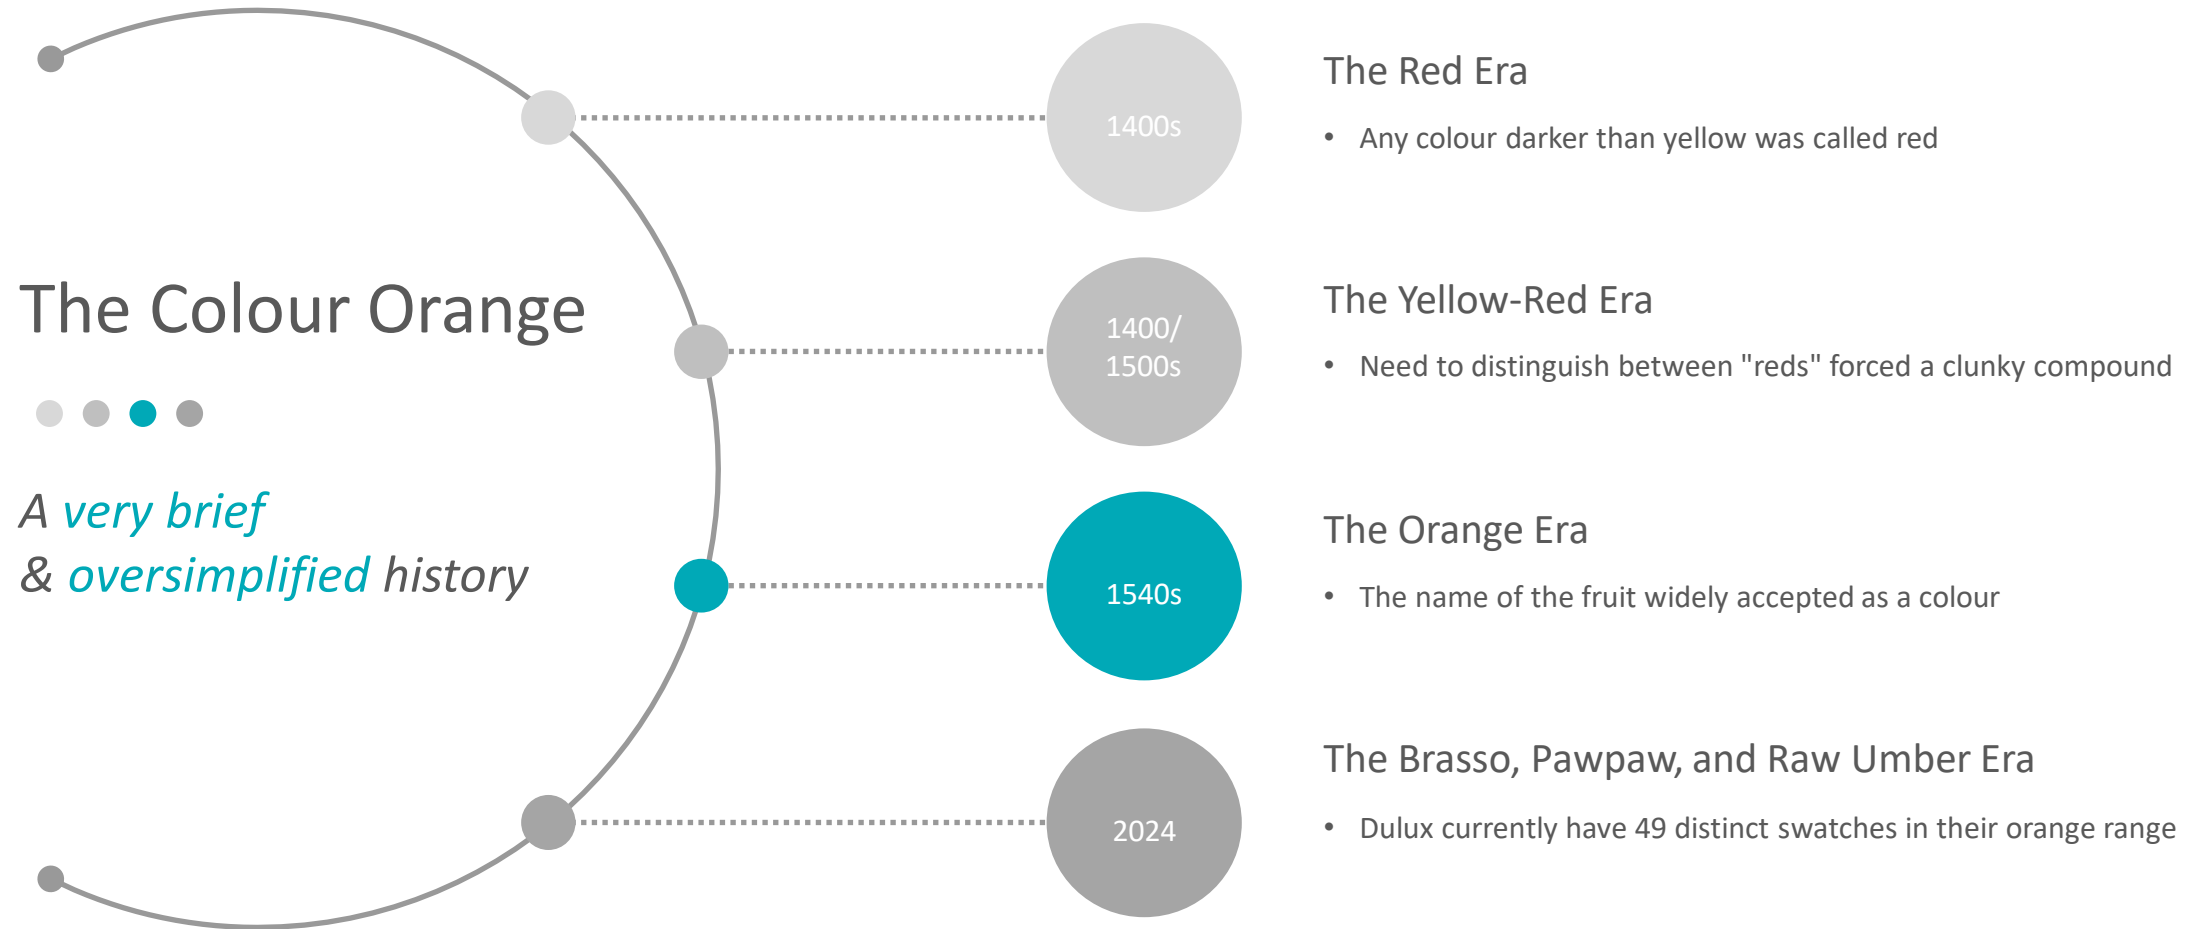 The Colour Orange
A very brief
& oversimplified history
1400s
The Red Era
• Any colour darker than yellow was called red
1400/
1500s
The Yellow-Red Era
• Need to distinguish between "reds" forced a clunky compound
1540s
The Orange Era
• The name of the fruit widely accepted as a colour
2024
The Brasso, Pawpaw, and Raw Umber Era
• Dulux currently have 49 distinct swatches in their orange range